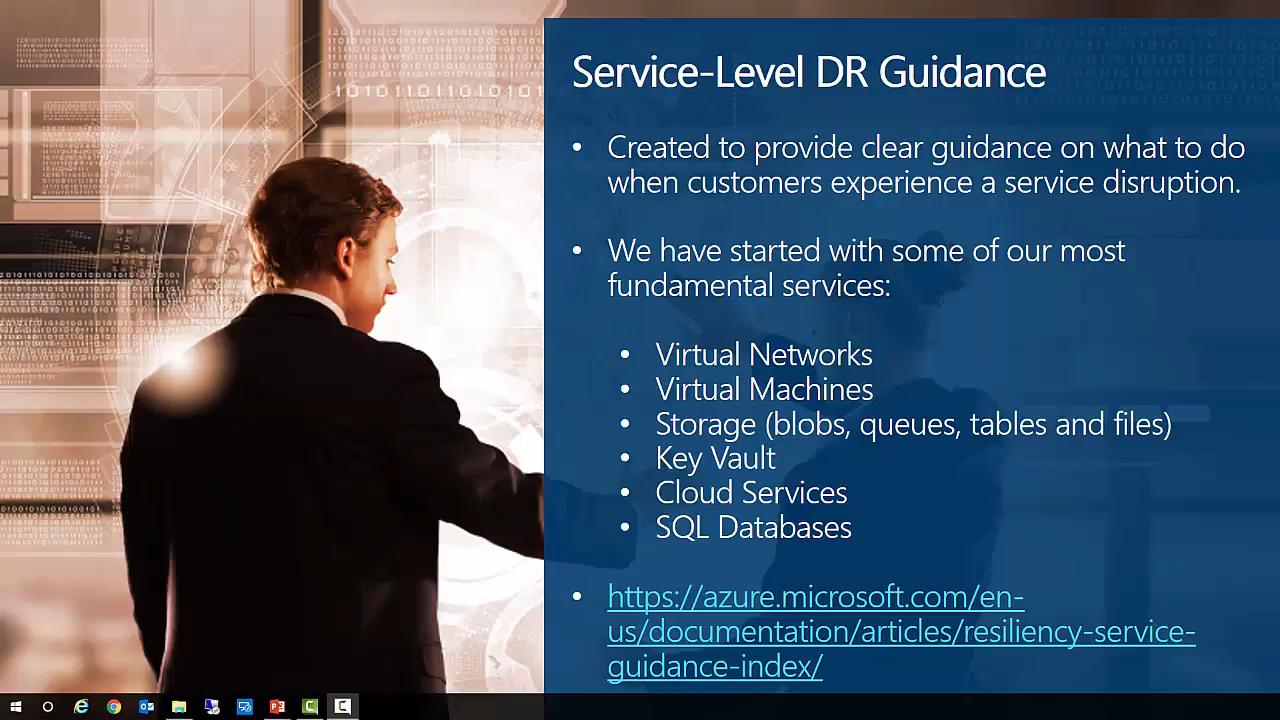 Service-Level DR Guidance
• Created to provide clear guidance on what to do
when customers experience a service disruption.
• We have started with some of our most
fundamental services:
• Virtual Networks
• Virtual Machines
• Storage (blobs, queues, tables and files)
• Key Vault
• Cloud Services
• SQL Databases
• https://azure.microsoft.com/en-
us/documentation/articles/resiliency-service-
guidance-index/